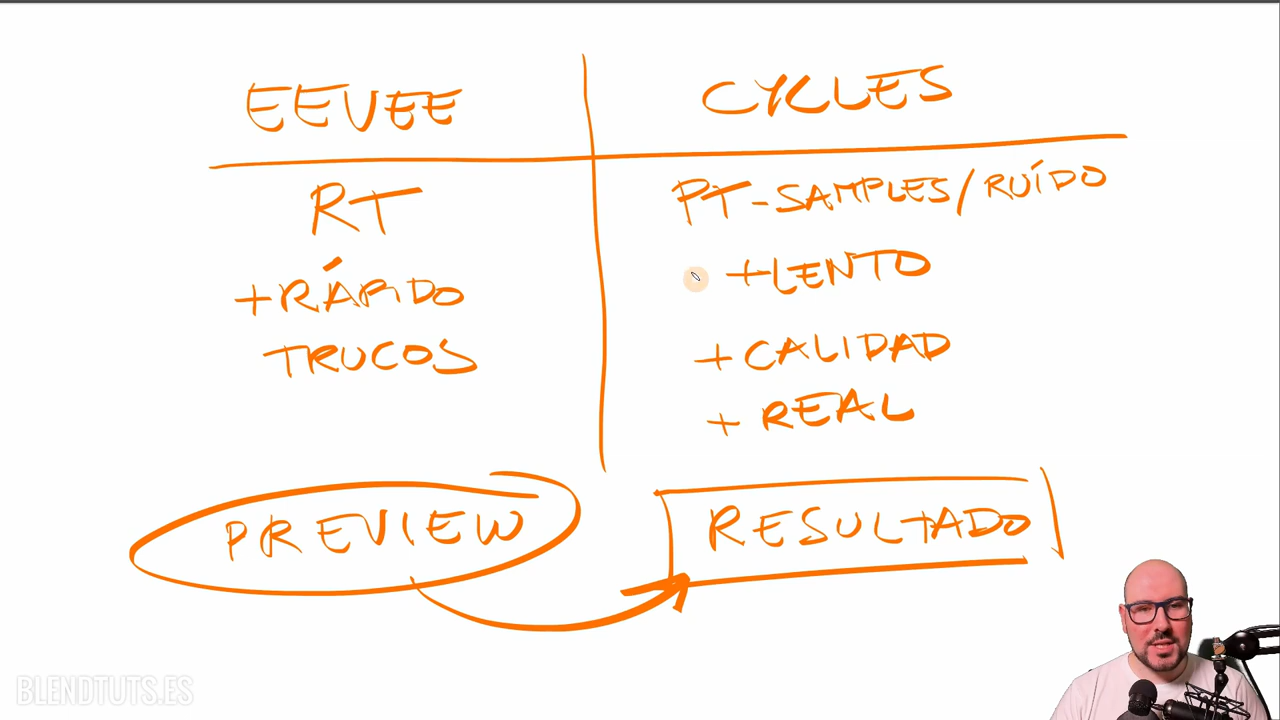 EEVEE
CYCLES
RT
PT-SAMPLES/RUÍDO
+RÁPIDO
+LENTO
TRUCOS
+CALIDAD
+REAL
PREVIEW
RESULTADO
BLENDTUTS.ES